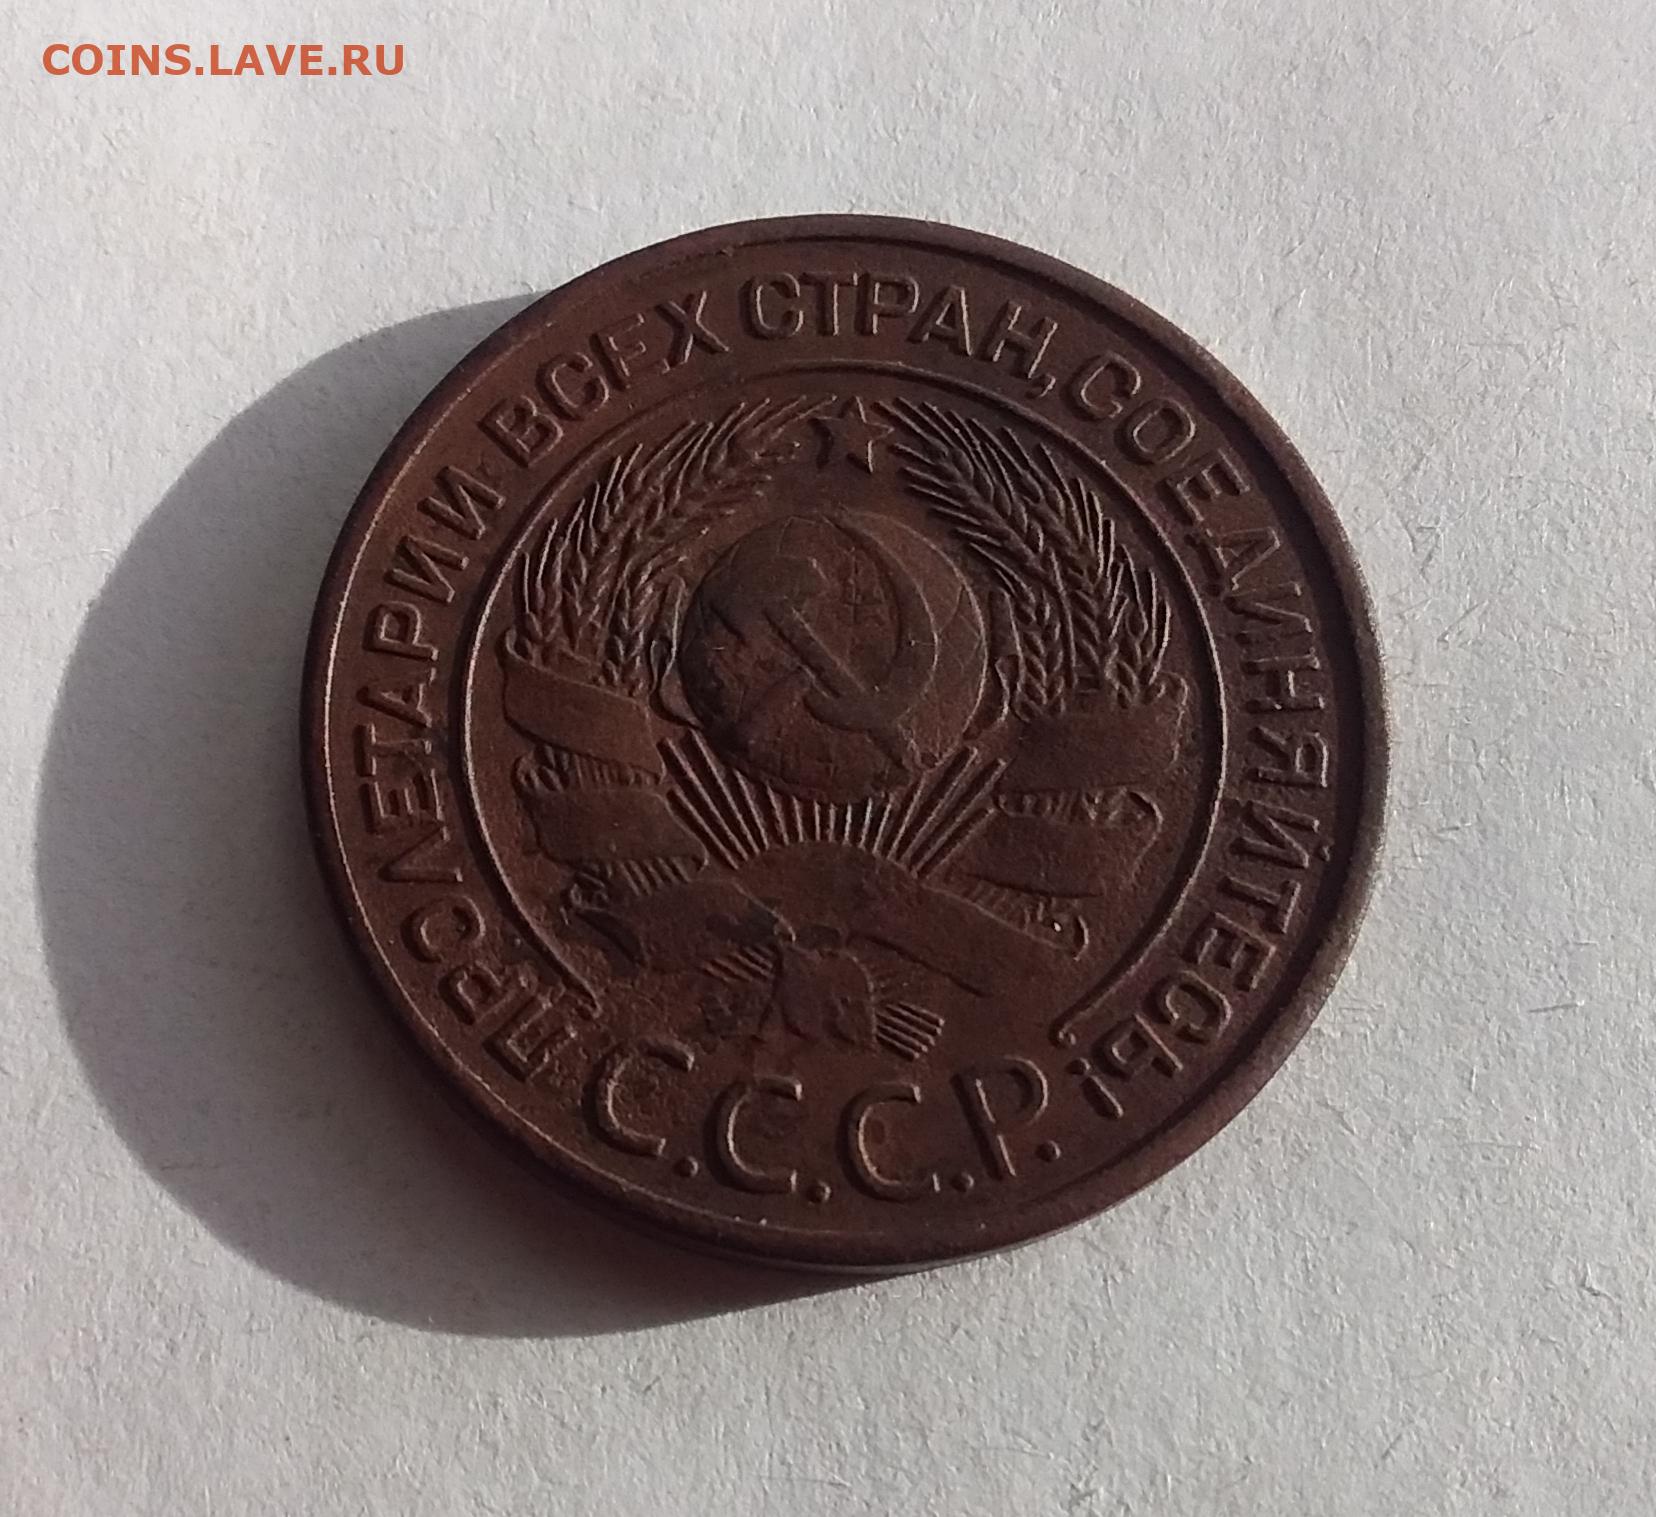 COINS.LAVE.RU
ПРОЛЕТАРИИ ВСЕХ СТРАН, СОЕДИНЯЙТЕСЬ!
С.С.С.Р.